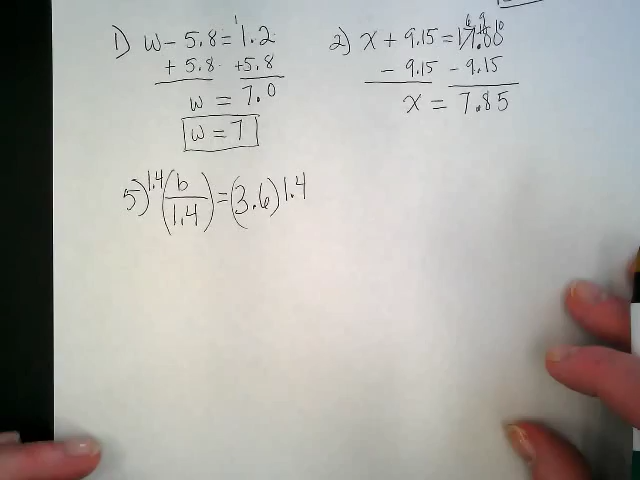 1) w - 5.8 = 1.2
+ 5.8 +5.8
w = 7.0
w = 7
2) x + 9.15 = 17.00
- 9.15 - 9.15
x = 7.85
5) 1.4 (b/1.4) = (3.6) 1.4